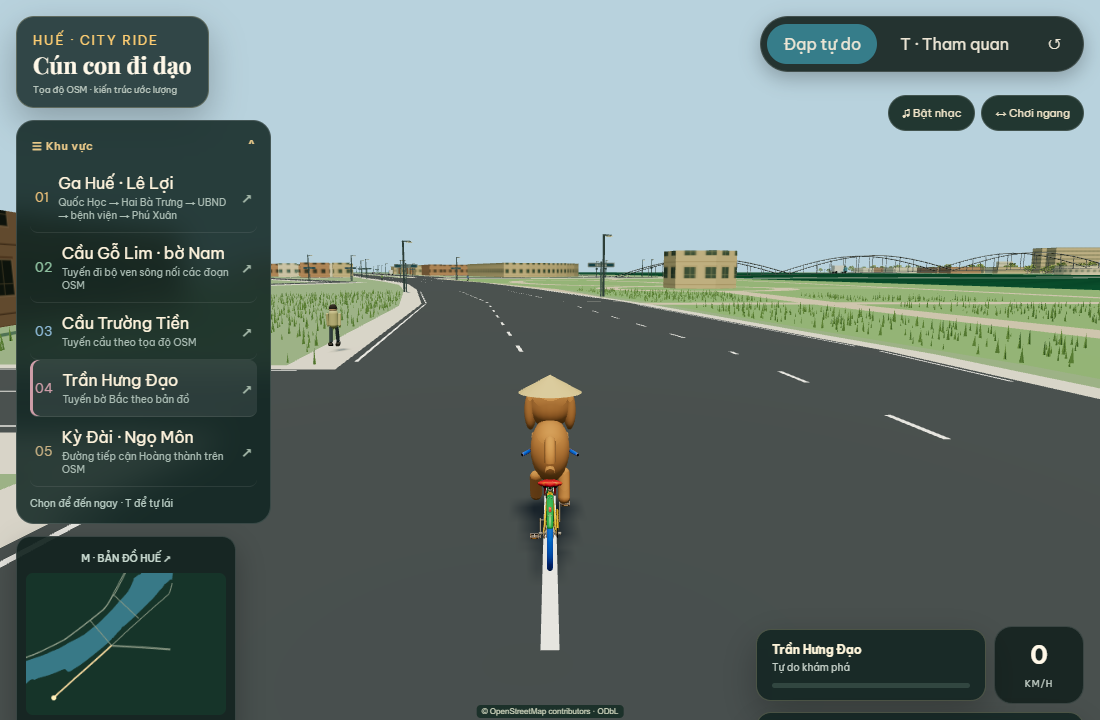 HUẾ · CITY RIDE
Cún con đi dạo
Tọa độ OSM · kiến trúc ước lượng
Đạp tự do
T · Tham quan
↺
♫ Bật nhạc
↔ Chơi ngang
☰ Khu vực
^
01
Ga Huế · Lê Lợi
Quốc Học → Hai Bà Trưng → UBND
→ bệnh viện → Phú Xuân
↗
02
Cầu Gỗ Lim · bờ Nam
Tuyến đi bộ ven sông nối các đoạn
OSM
↗
03
Cầu Trường Tiền
Tuyến cầu theo tọa độ OSM
↗
04
Trần Hưng Đạo
Tuyến bờ Bắc theo bản đồ
↗
05
Kỳ Đài · Ngọ Môn
Đường tiếp cận Hoàng thành trên
OSM
↗
Chọn để đến ngay · T để tự lái
M · BẢN ĐỒ HUẾ ↗
Trần Hưng Đạo
Tự do khám phá
0
KM/H
© OpenStreetMap contributors · ODbL